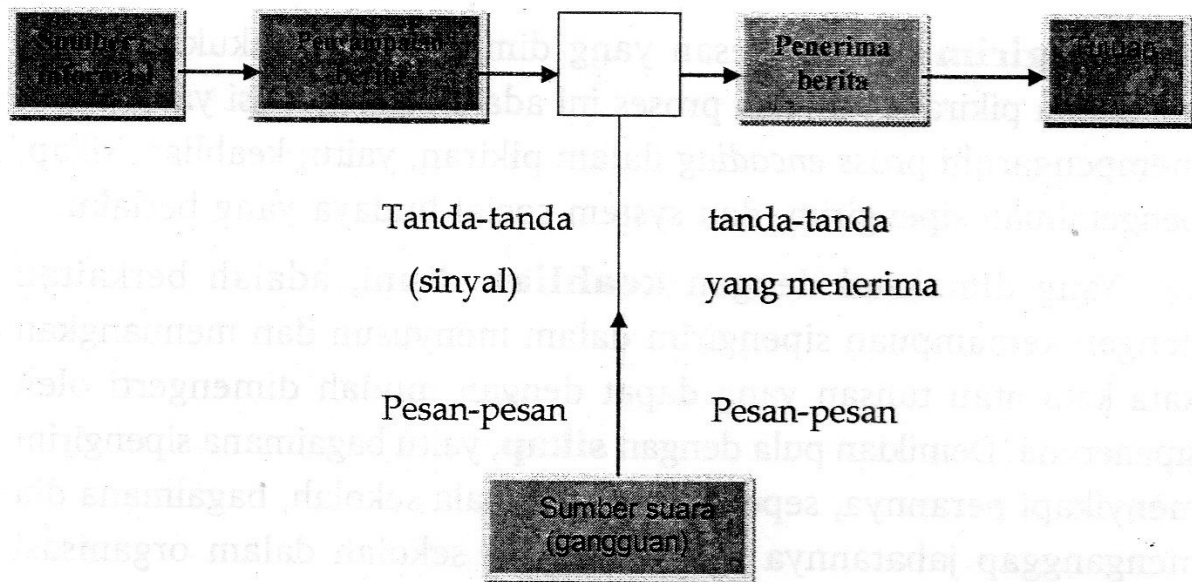 Sumber
informasi
Penyampaian
berita
Penerima
berita
Tujuan
Tanda-tanda
(sinyal)
tanda-tanda
yang menerima
Pesan-pesan
Pesan-pesan
Sumber suara
(gangguan)